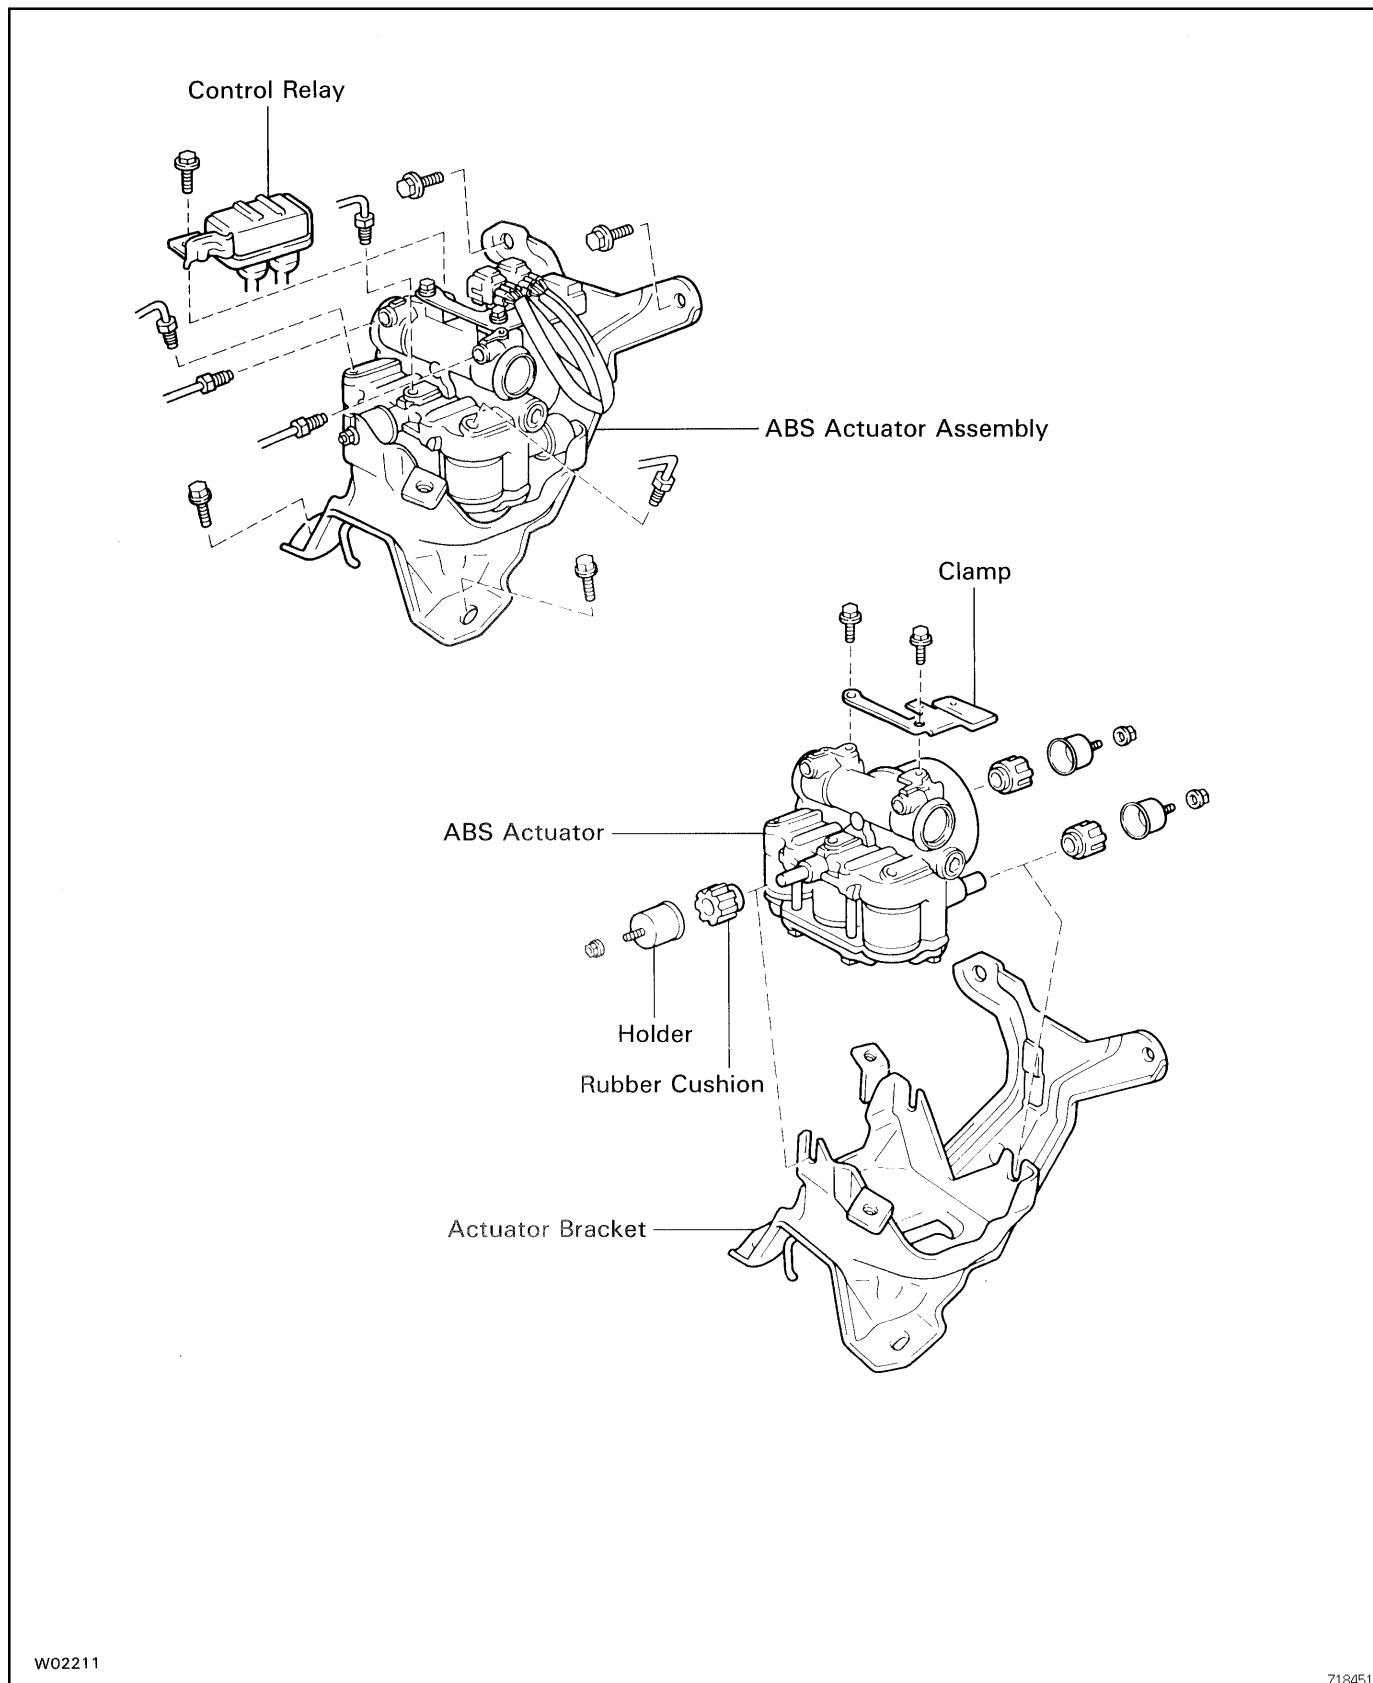 Control Relay
ABS Actuator Assembly
Clamp
ABS Actuator
Holder
Rubber Cushion
Actuator Bracket
W02211
718451